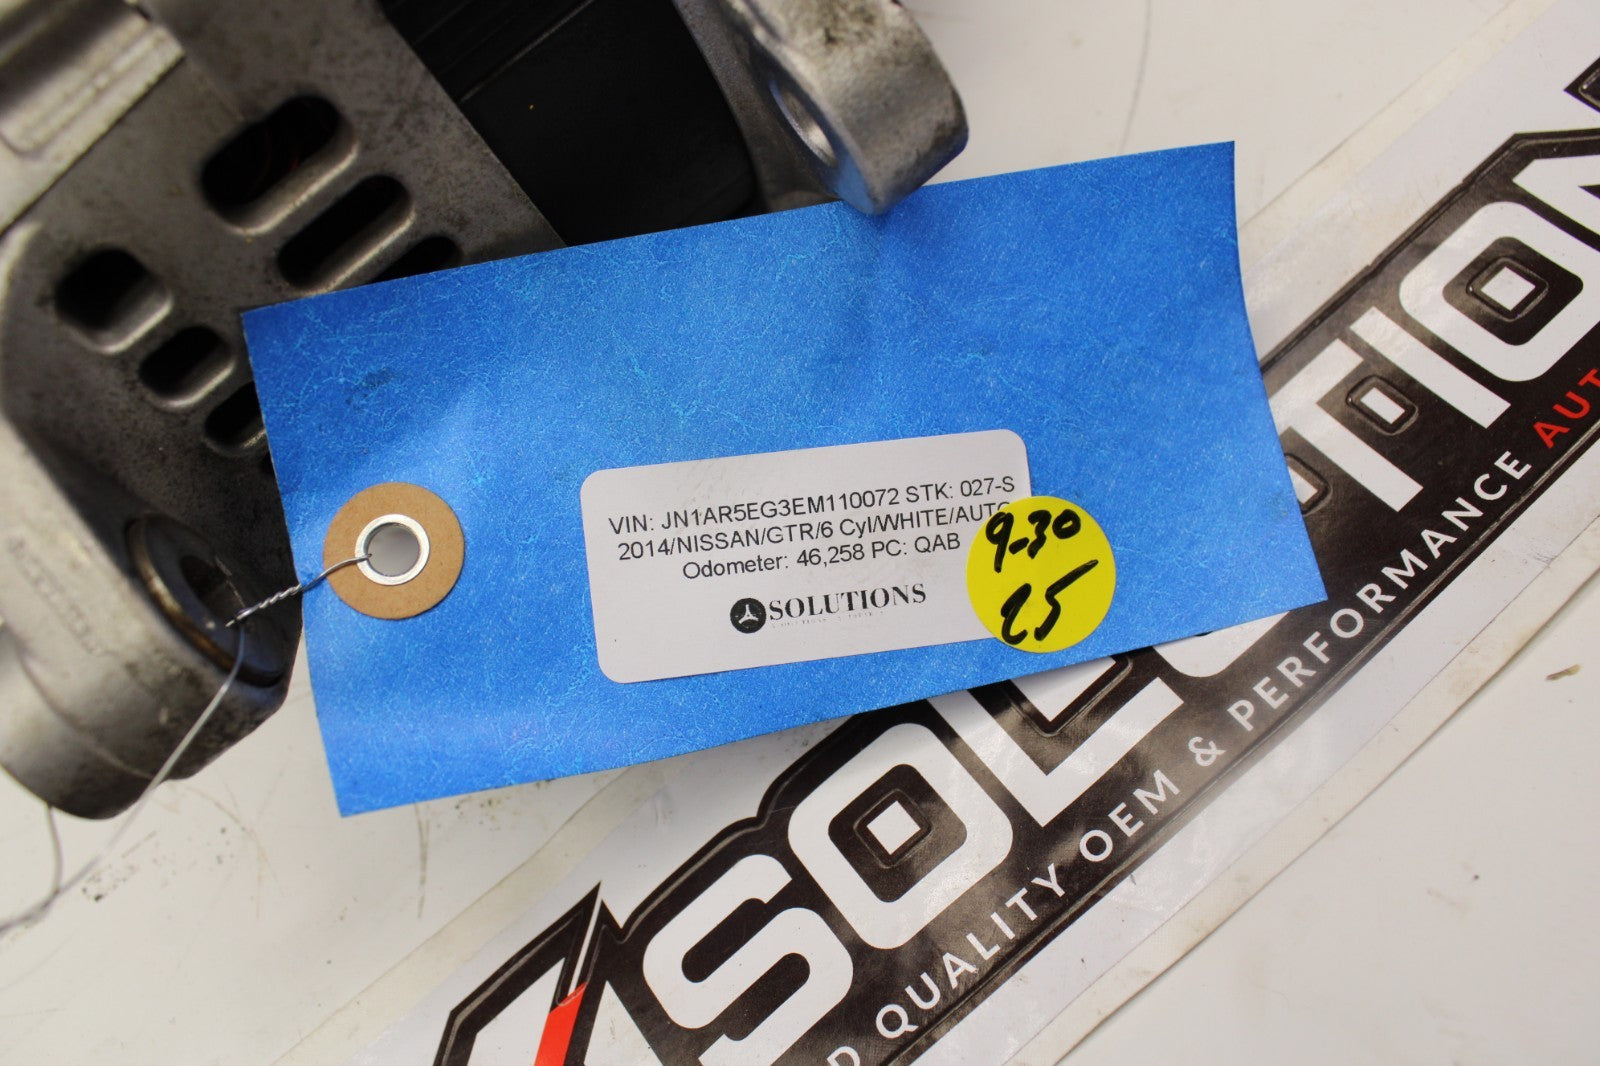 VIN: JN1AR5EG3EM110072 STK: 027-S
2014/NISSAN/GTR/6 Cyl/WHITE/AUTO
Odometer: 46,258 PC: QAB
SOLUTIONS
9-30
25
SOLUTION
QUALITY OEM & PERFORMANCE AUT